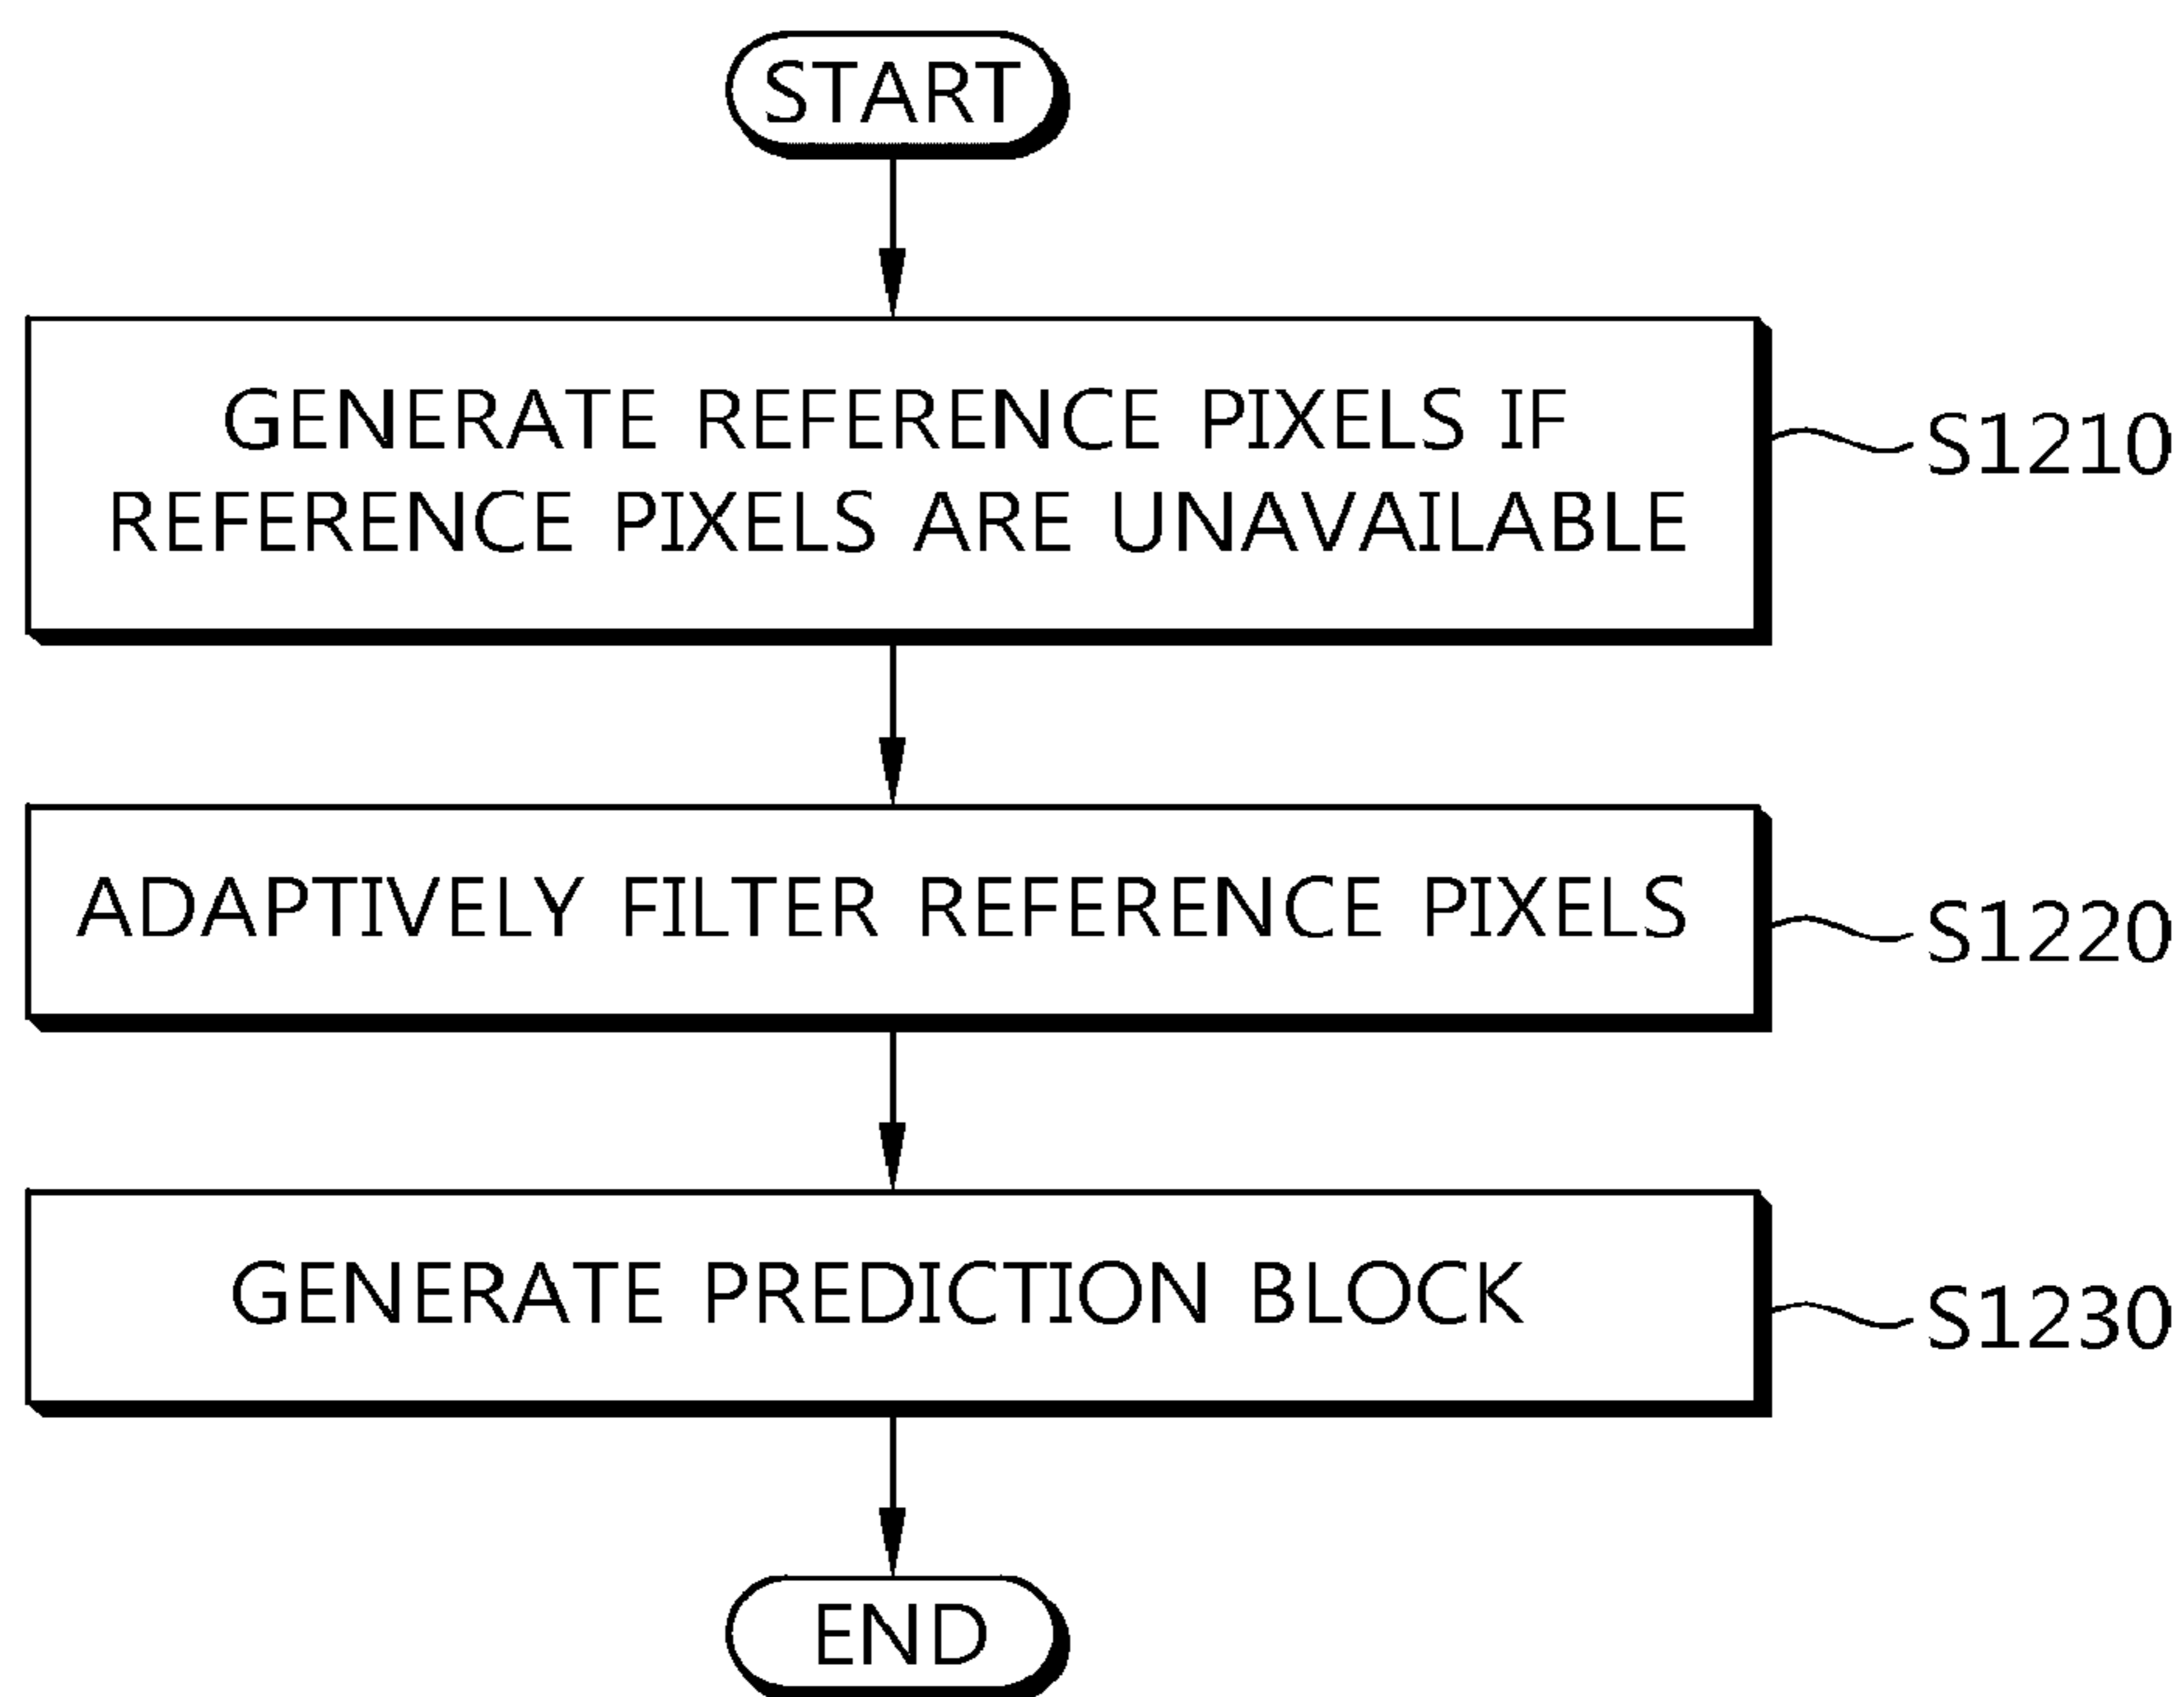 START
GENERATE REFERENCE PIXELS IF
REFERENCE PIXELS ARE UNAVAILABLE
S1210
ADAPTIVELY FILTER REFERENCE PIXELS
S1220
GENERATE PREDICTION BLOCK
S1230
END